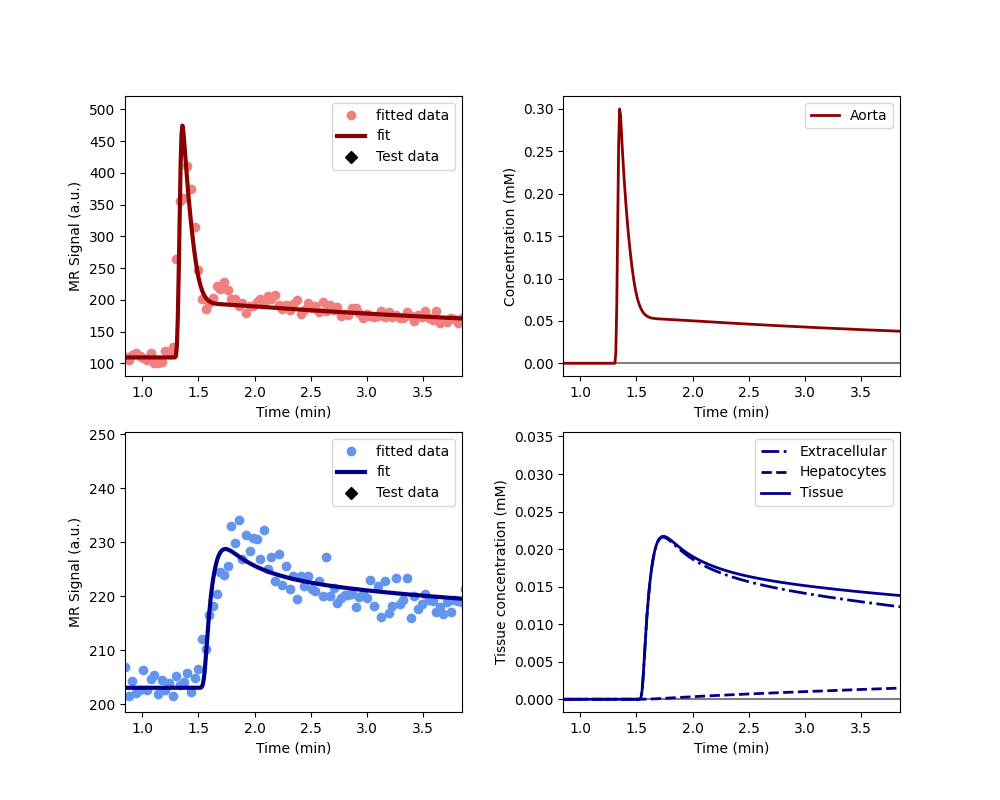 500
450
400
350
300
250
200
150
100
MR Signal (a.u.)
1.0 1.5 2.0 2.5 3.0 3.5
Time (min)
fitted data
fit
Test data
0.30
0.25
0.20
0.15
0.10
0.05
0.00
Concentration (mM)
1.0 1.5 2.0 2.5 3.0 3.5
Time (min)
Aorta
250
240
230
220
210
200
MR Signal (a.u.)
1.0 1.5 2.0 2.5 3.0 3.5
Time (min)
fitted data
fit
Test data
0.035
0.030
0.025
0.020
0.015
0.010
0.005
0.000
Tissue concentration (mM)
1.0 1.5 2.0 2.5 3.0 3.5
Time (min)
Extracellular
Hepatocytes
Tissue